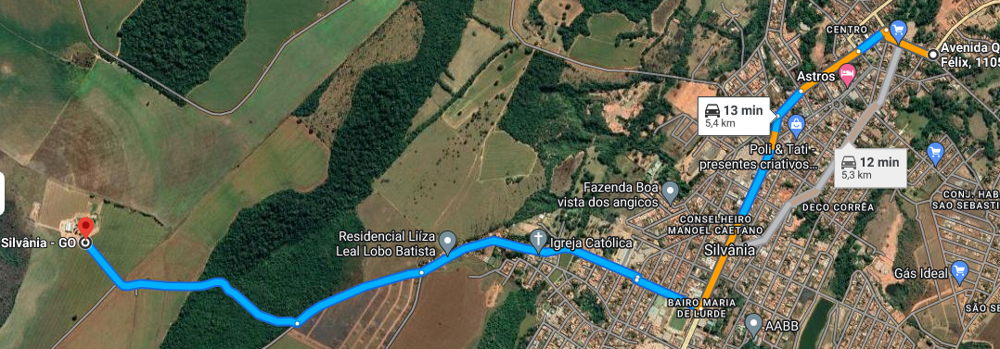 CENTRO
Avenida Q
Félix, 1105
Astros
13 min
5,4 km
Poli & Tati -
presentes criativos...
12 min
5,3 km
Fazenda Boa
vista dos angicos
CONJ. HAB
SAO SEBASTI
DECO CORRÊA
CONSELHEIRO
MANOEL CAETANO
Silvânia - GO
Residencial Liíza
Leal Lobo Batista
Igreja Católica
Silvânia
Gás Ideal
BAIRO MARIA
DE LURDE
SÃO SE
AABB